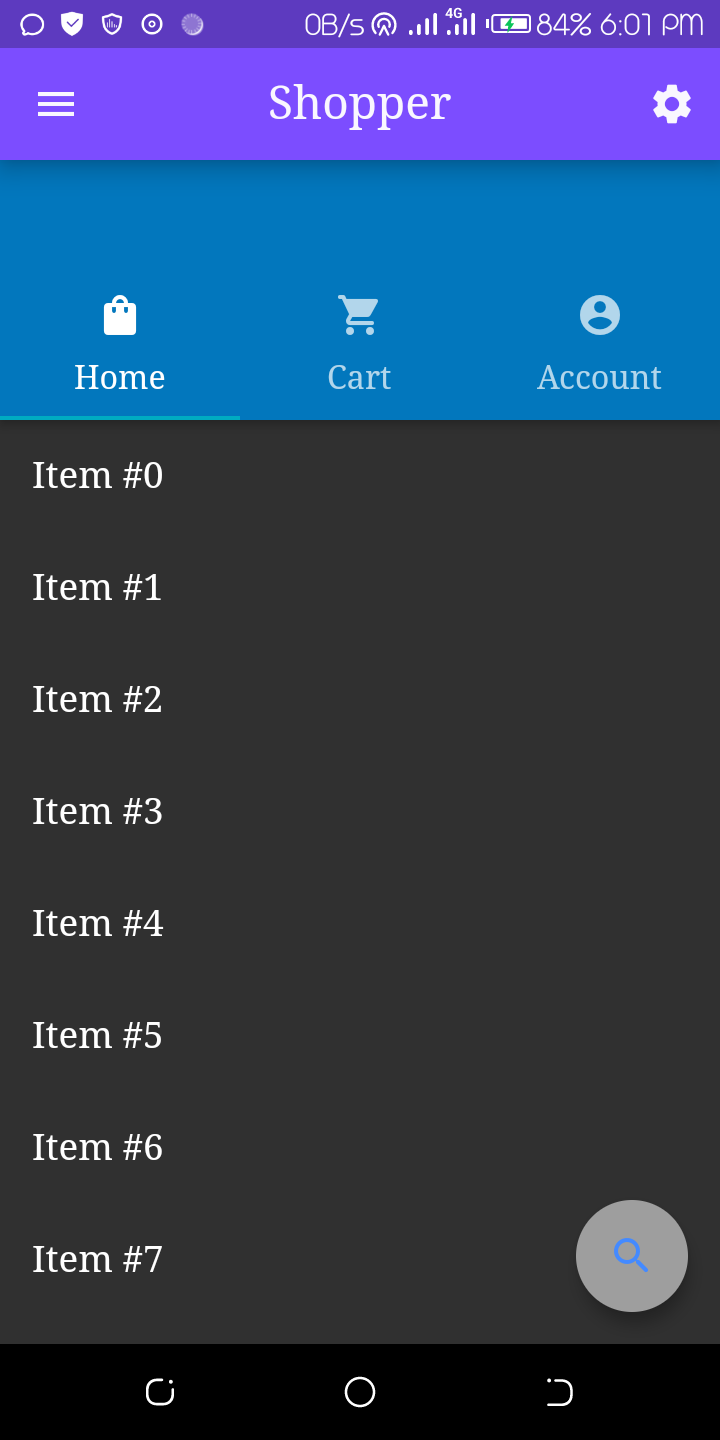 0B/s 4G 84% 6:01 PM
Shopper
Home Cart Account
Item #0
Item #1
Item #2
Item #3
Item #4
Item #5
Item #6
Item #7